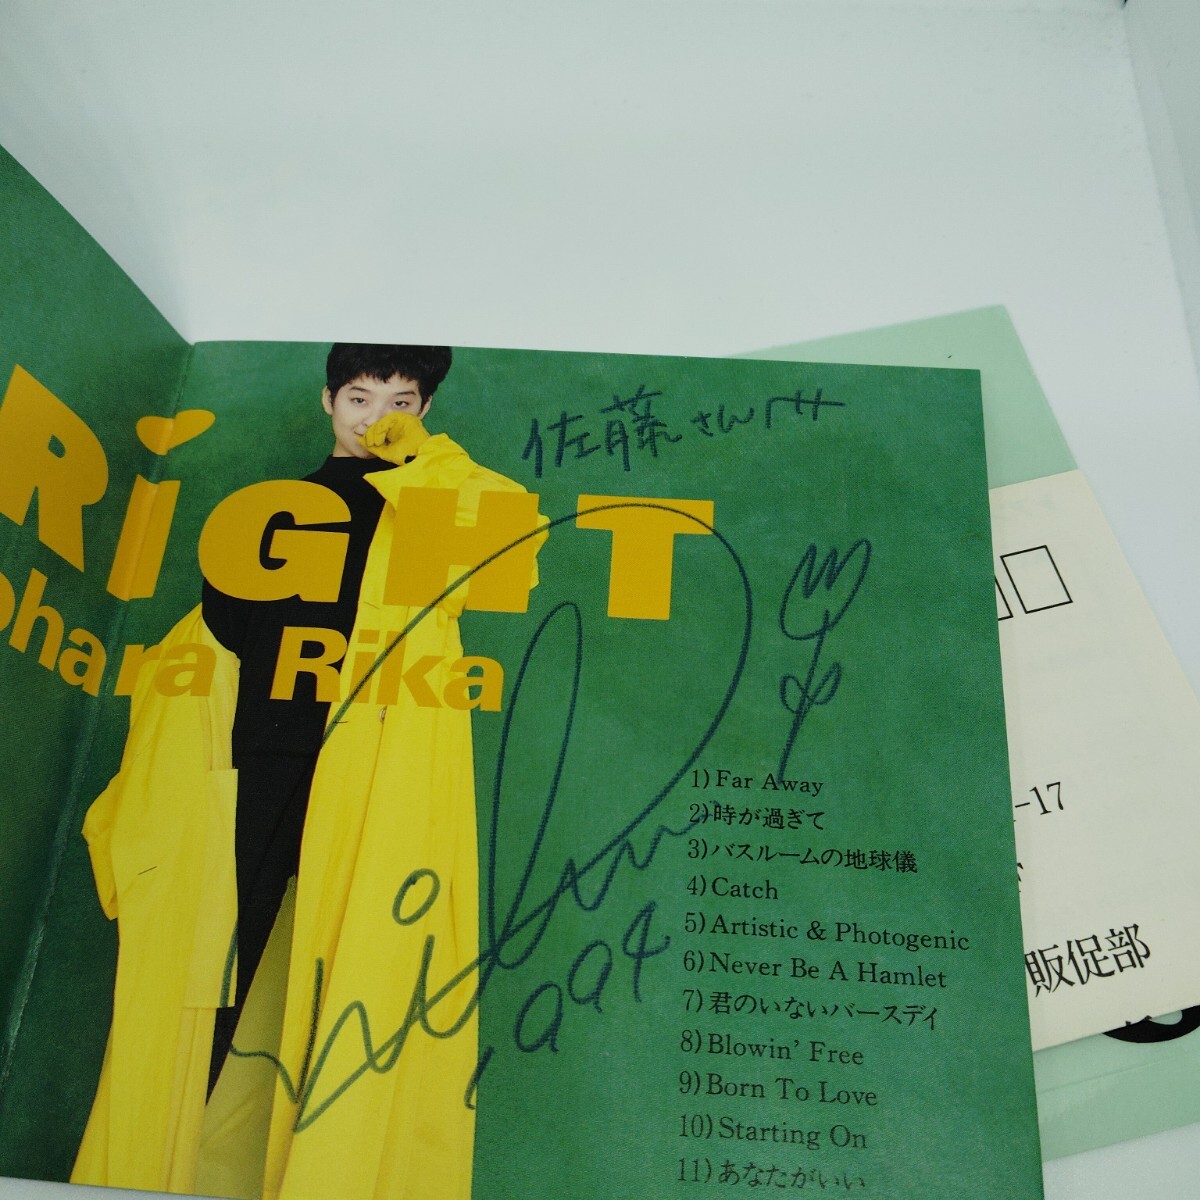 佐藤さんへ
RiGHT
ohara Rika
1994
1) Far Away
2) 時が過ぎて
3) バスルームの地球儀
4) Catch
5) Artistic & Photogenic
6) Never Be A Hamlet
7) 君のいないバースデイ
8) Blowin' Free
9) Born To Love
10) Starting On
11) あなたがいい
-17
販促部